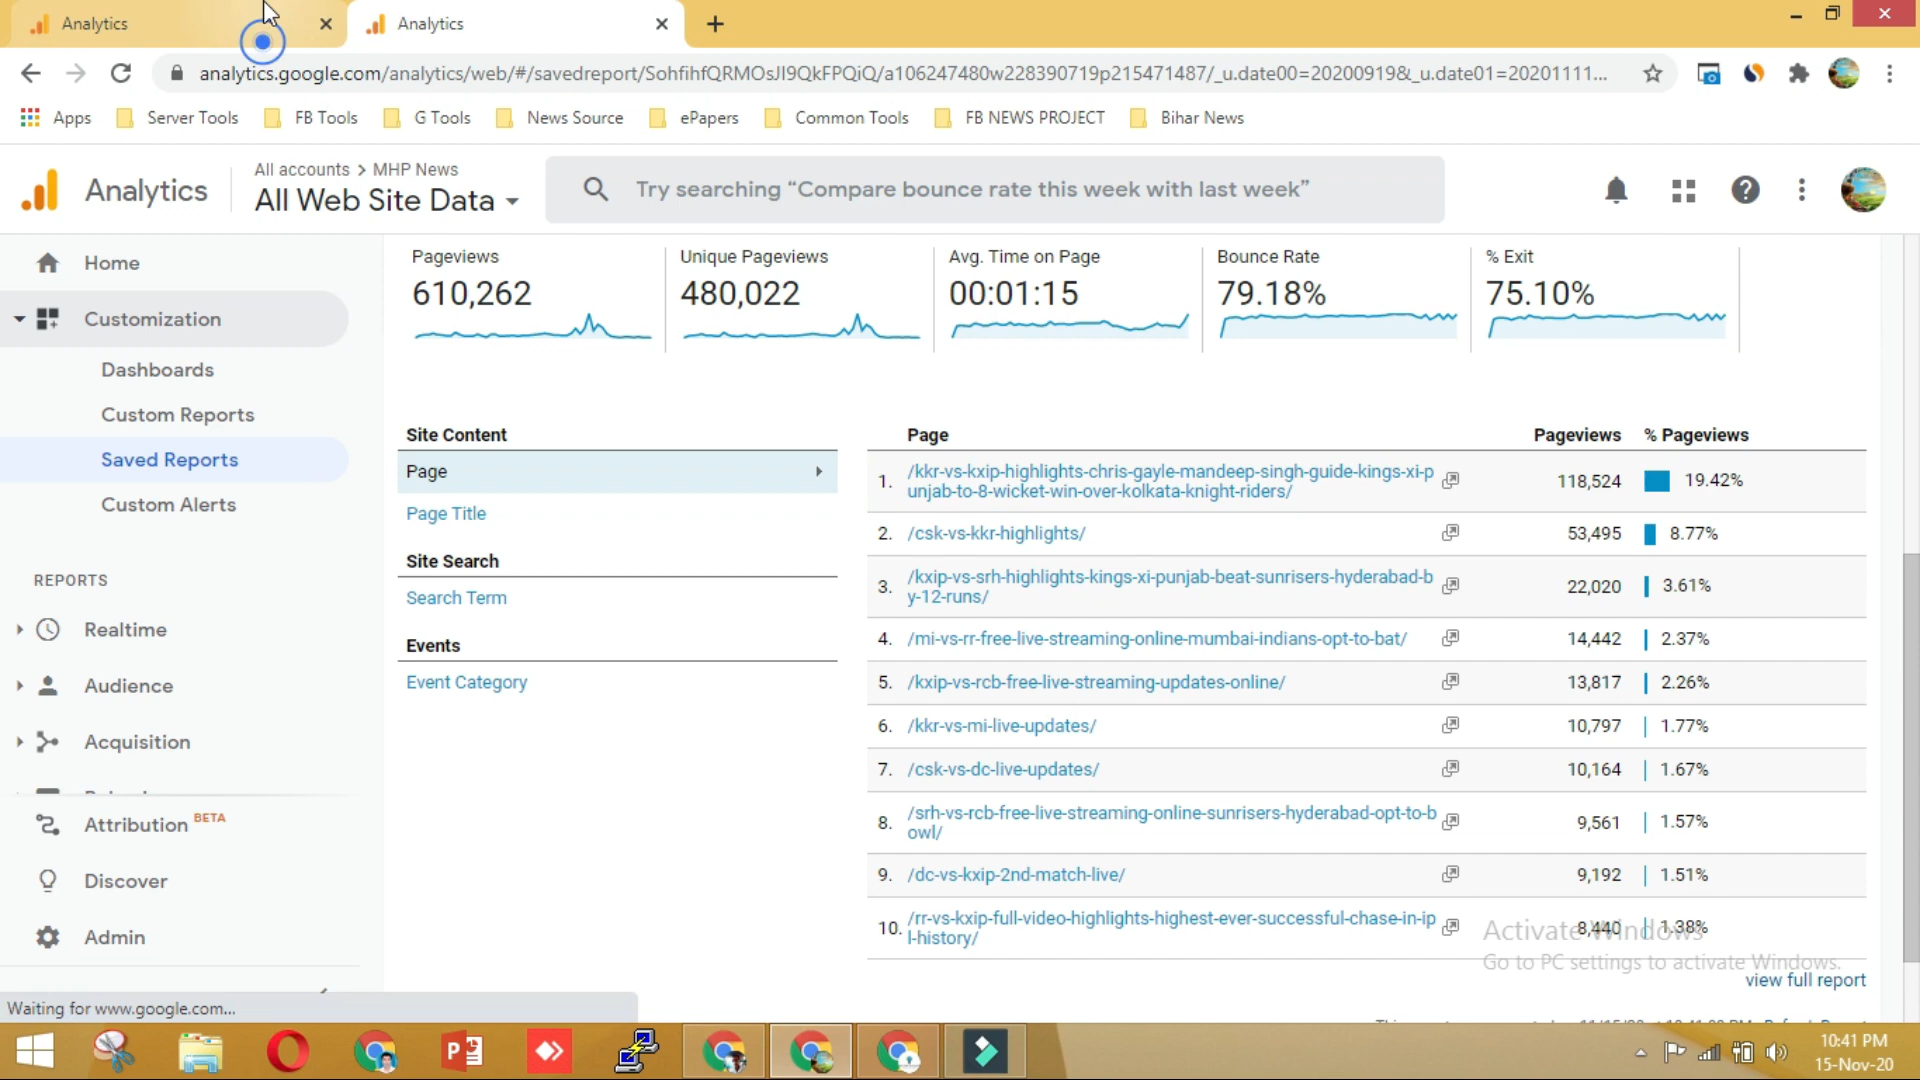 Analytics
Analytics
analytics.google.com/analytics/web/#/savedreport/SohfihfQRMOsJI9QkFPQiQ/a106247480w228390719p215471487/_u.date00=20200919&_u.date01=20201111...
Apps
Server Tools
FB Tools
G Tools
News Source
ePapers
Common Tools
FB NEWS PROJECT
Bihar News
Analytics
All accounts > MHP News
All Web Site Data
Try searching “Compare bounce rate this week with last week”
Home
Customization
Dashboards
Custom Reports
Saved Reports
Custom Alerts
REPORTS
Realtime
Audience
Acquisition
Attribution BETA
Discover
Admin
Pageviews
610,262
Unique Pageviews
480,022
Avg. Time on Page
00:01:15
Bounce Rate
79.18%
% Exit
75.10%
Site Content
Page
Page Title
Site Search
Search Term
Events
Event Category
Page Pageviews % Pageviews
1. /kkr-vs-kxip-highlights-chris-gayle-mandeep-singh-guide-kings-xi-p
unjab-to-8-wicket-win-over-kolkata-knight-riders/ 118,524 19.42%
2. /csk-vs-kkr-highlights/ 53,495 8.77%
3. /kxip-vs-srh-highlights-kings-xi-punjab-beat-sunrisers-hyderabad-b
y-12-runs/ 22,020 3.61%
4. /mi-vs-rr-free-live-streaming-online-mumbai-indians-opt-to-bat/ 14,442 2.37%
5. /kxip-vs-rcb-free-live-streaming-updates-online/ 13,817 2.26%
6. /kkr-vs-mi-live-updates/ 10,797 1.77%
7. /csk-vs-dc-live-updates/ 10,164 1.67%
8. /srh-vs-rcb-free-live-streaming-online-sunrisers-hyderabad-opt-to-b
owl/ 9,561 1.57%
9. /dc-vs-kxip-2nd-match-live/ 9,192 1.51%
10. /rr-vs-kxip-full-video-highlights-highest-ever-successful-chase-in-ip
l-history/ 8,440 1.38%
Activate Windows
Go to PC settings to activate Windows.
view full report
Waiting for www.google.com...
10:41 PM
15-Nov-20